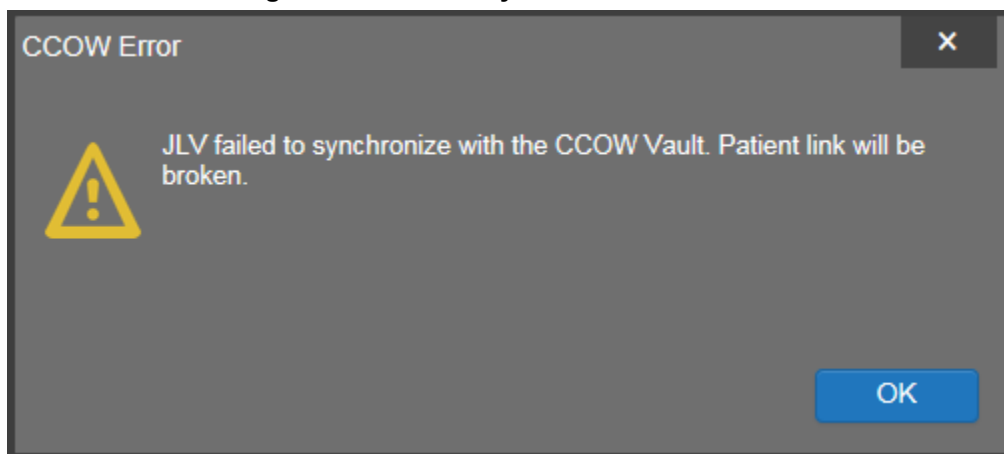 CCOW Error
JLV failed to synchronize with the CCOW Vault. Patient link will be
broken.
OK